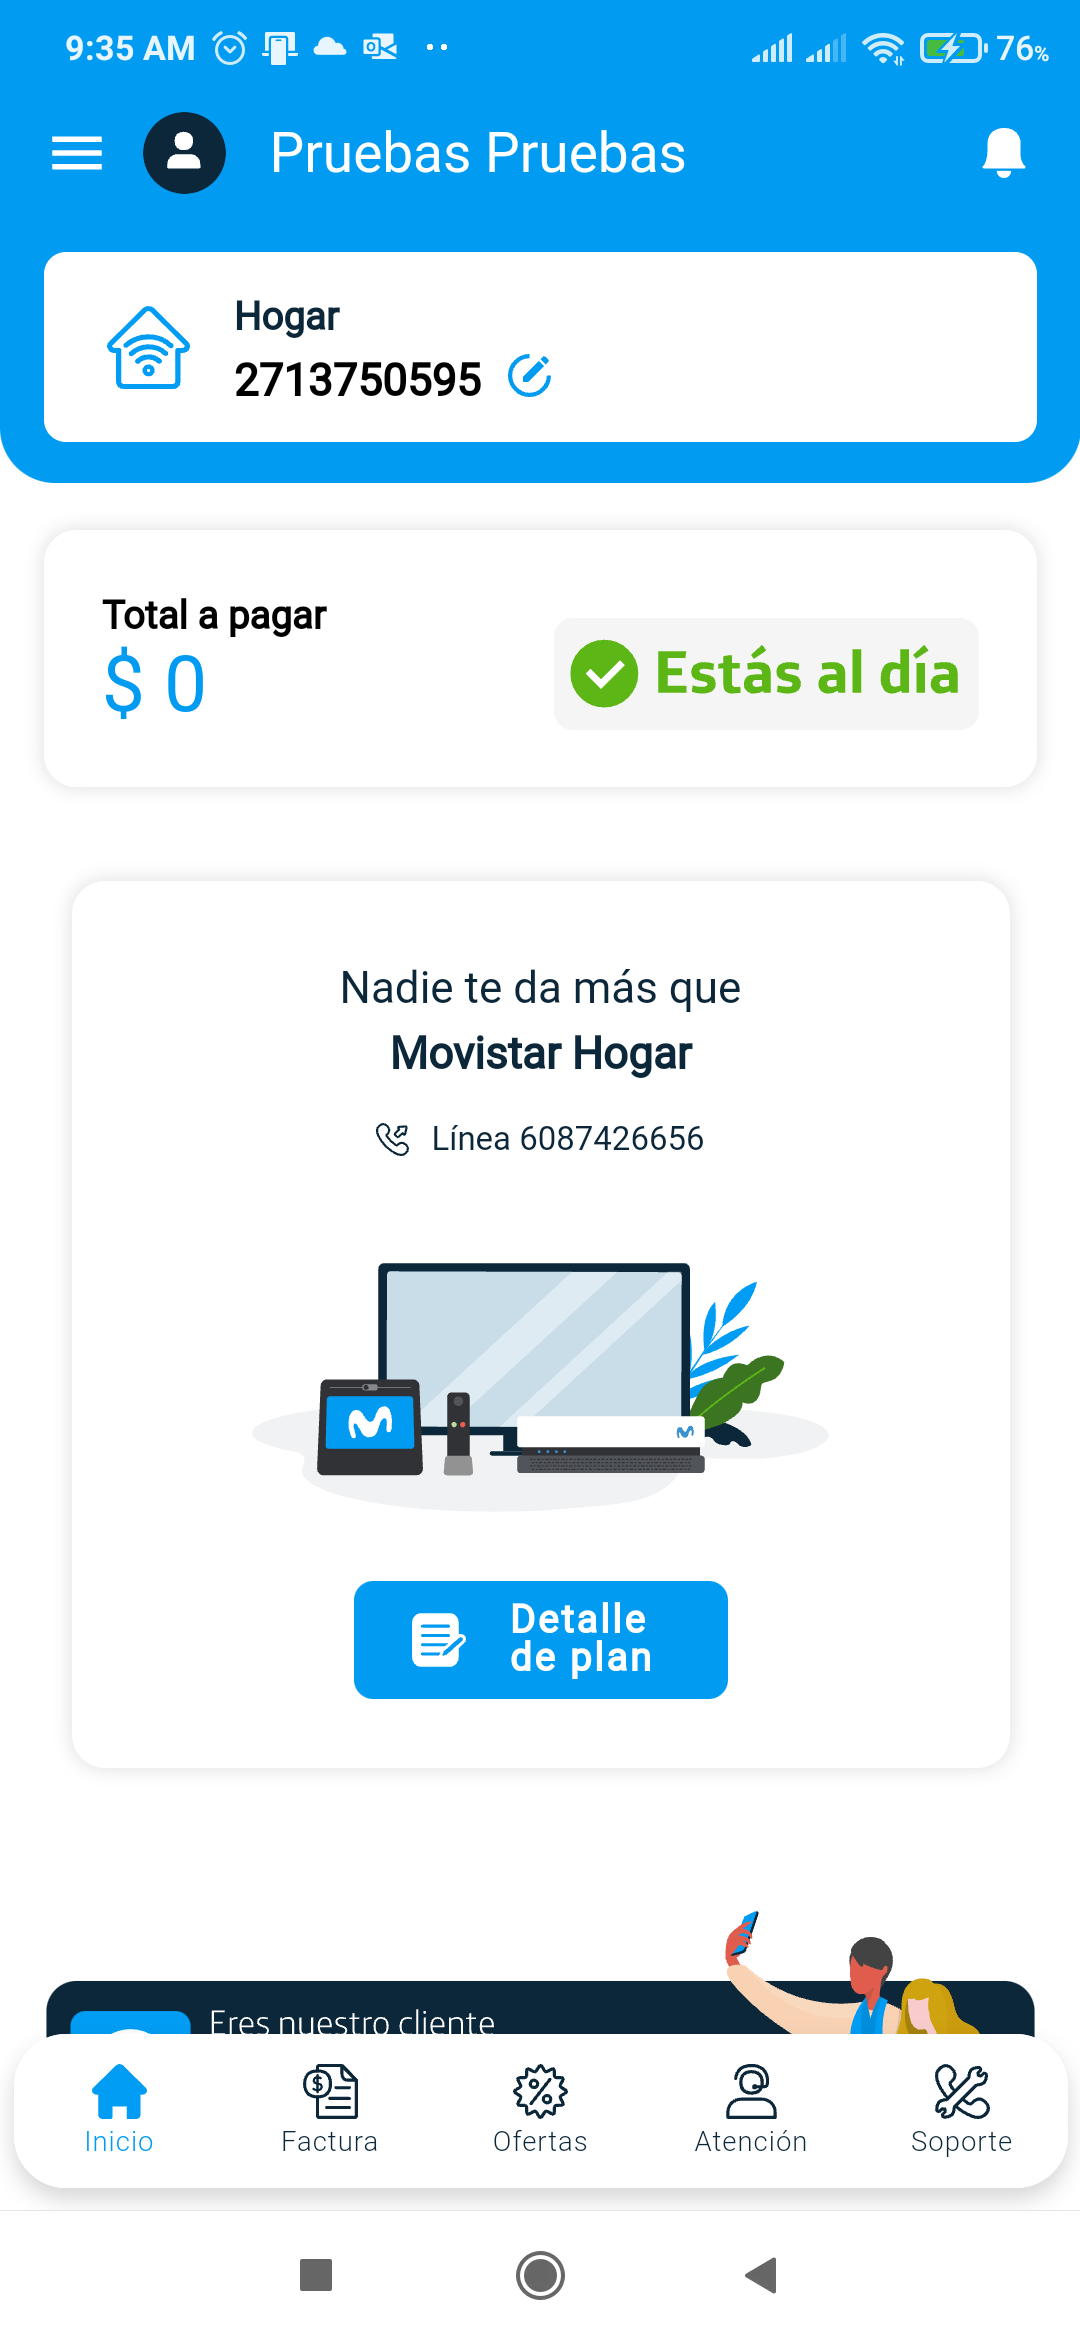 9:35 AM
76%
Pruebas Pruebas
Hogar
2713750595
Total a pagar
$ 0
Estás al día
Nadie te da más que
Movistar Hogar
Línea 6087426656
Detalle
de plan
Eres nuestro cliente
Inicio
Factura
Ofertas
Atención
Soporte